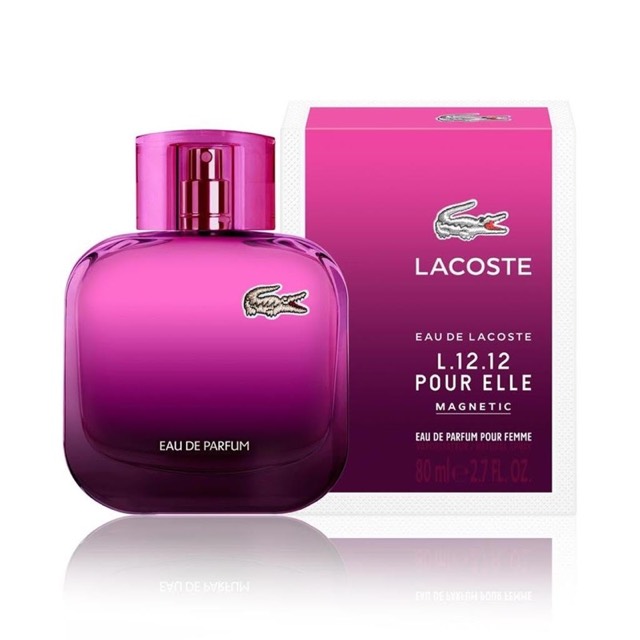 EAU DE PARFUM
LACOSTE
EAU DE LACOSTE
L.12.12
POUR ELLE
MAGNETIC
EAU DE PARFUM POUR FEMME
80 ml e 2.7 FL. OZ.